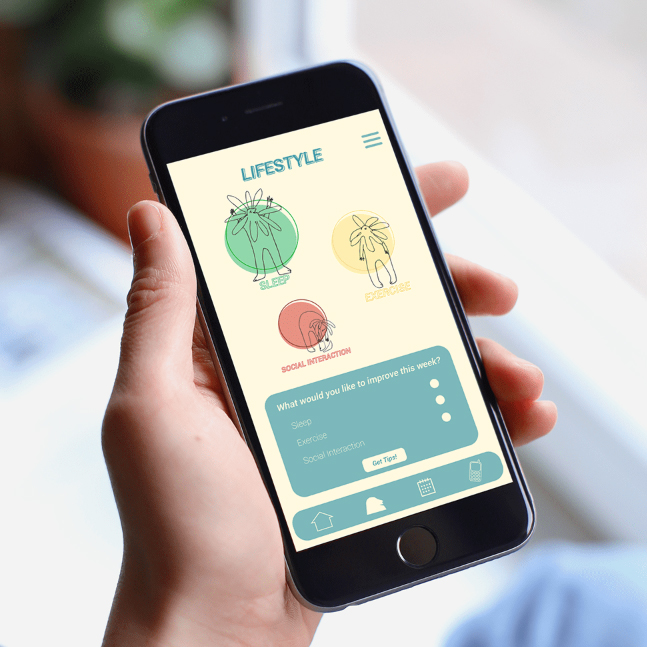 LIFESTYLE
SLEEP
EXERCISE
SOCIAL INTERACTION
What would you like to improve this week?
Sleep
Exercise
Social Interaction
Get Tips!